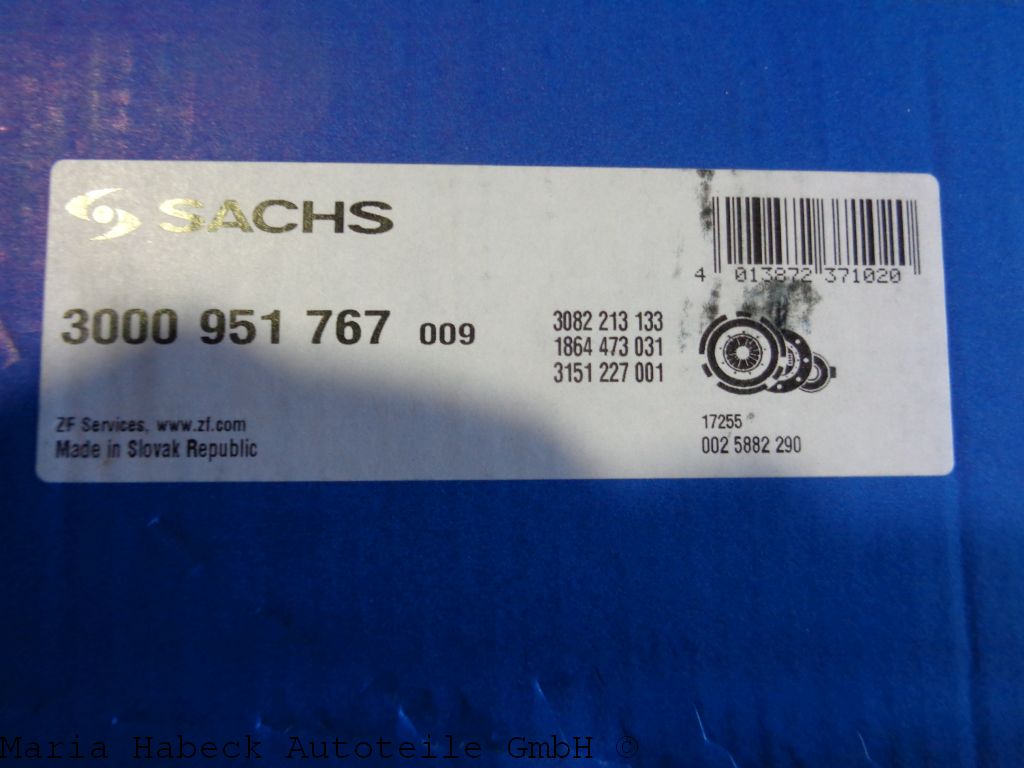 SACHS
4 013872 371020
3000 951 767 009
3082 213 133
1864 473 031
3151 227 001
17255
002 5882 290
ZF Services, www.zf.com
Made in Slovak Republic
Maria Habeck Autoteile GmbH ©